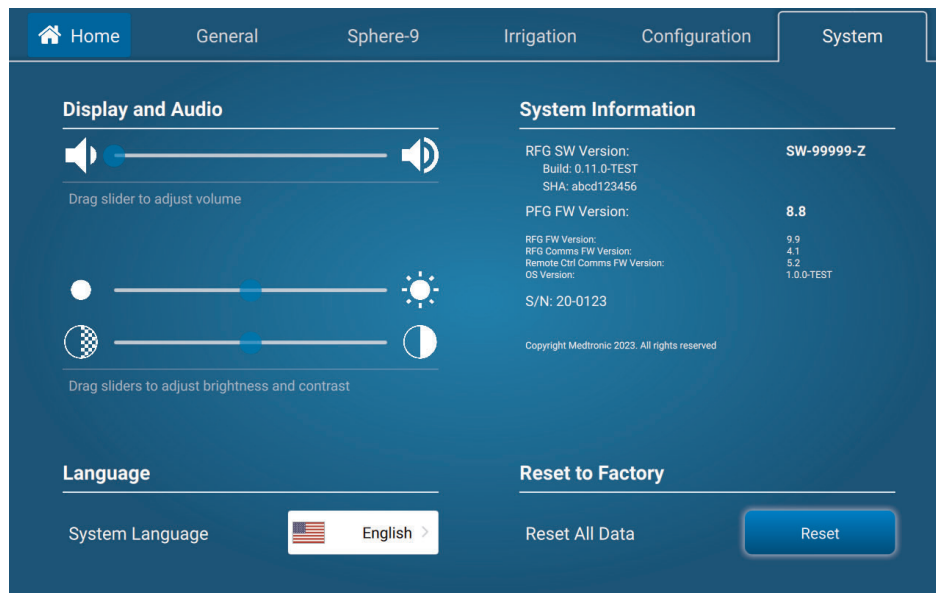 Home General Sphere-9 Irrigation Configuration System
Display and Audio
Drag slider to adjust volume
Drag sliders to adjust brightness and contrast
Language
System Language English
System Information
RFG SW Version: SW-99999-Z
Build: 0.11.0-TEST
SHA: abcd123456
PFG FW Version: 8.8
RFG FW Version: 9.9
RFG Comms FW Version: 4.1
Remote Ctrl Comms FW Version: 5.2
OS Version: 1.0.0-TEST
S/N: 20-0123
Copyright Medtronic 2023. All rights reserved
Reset to Factory
Reset All Data Reset